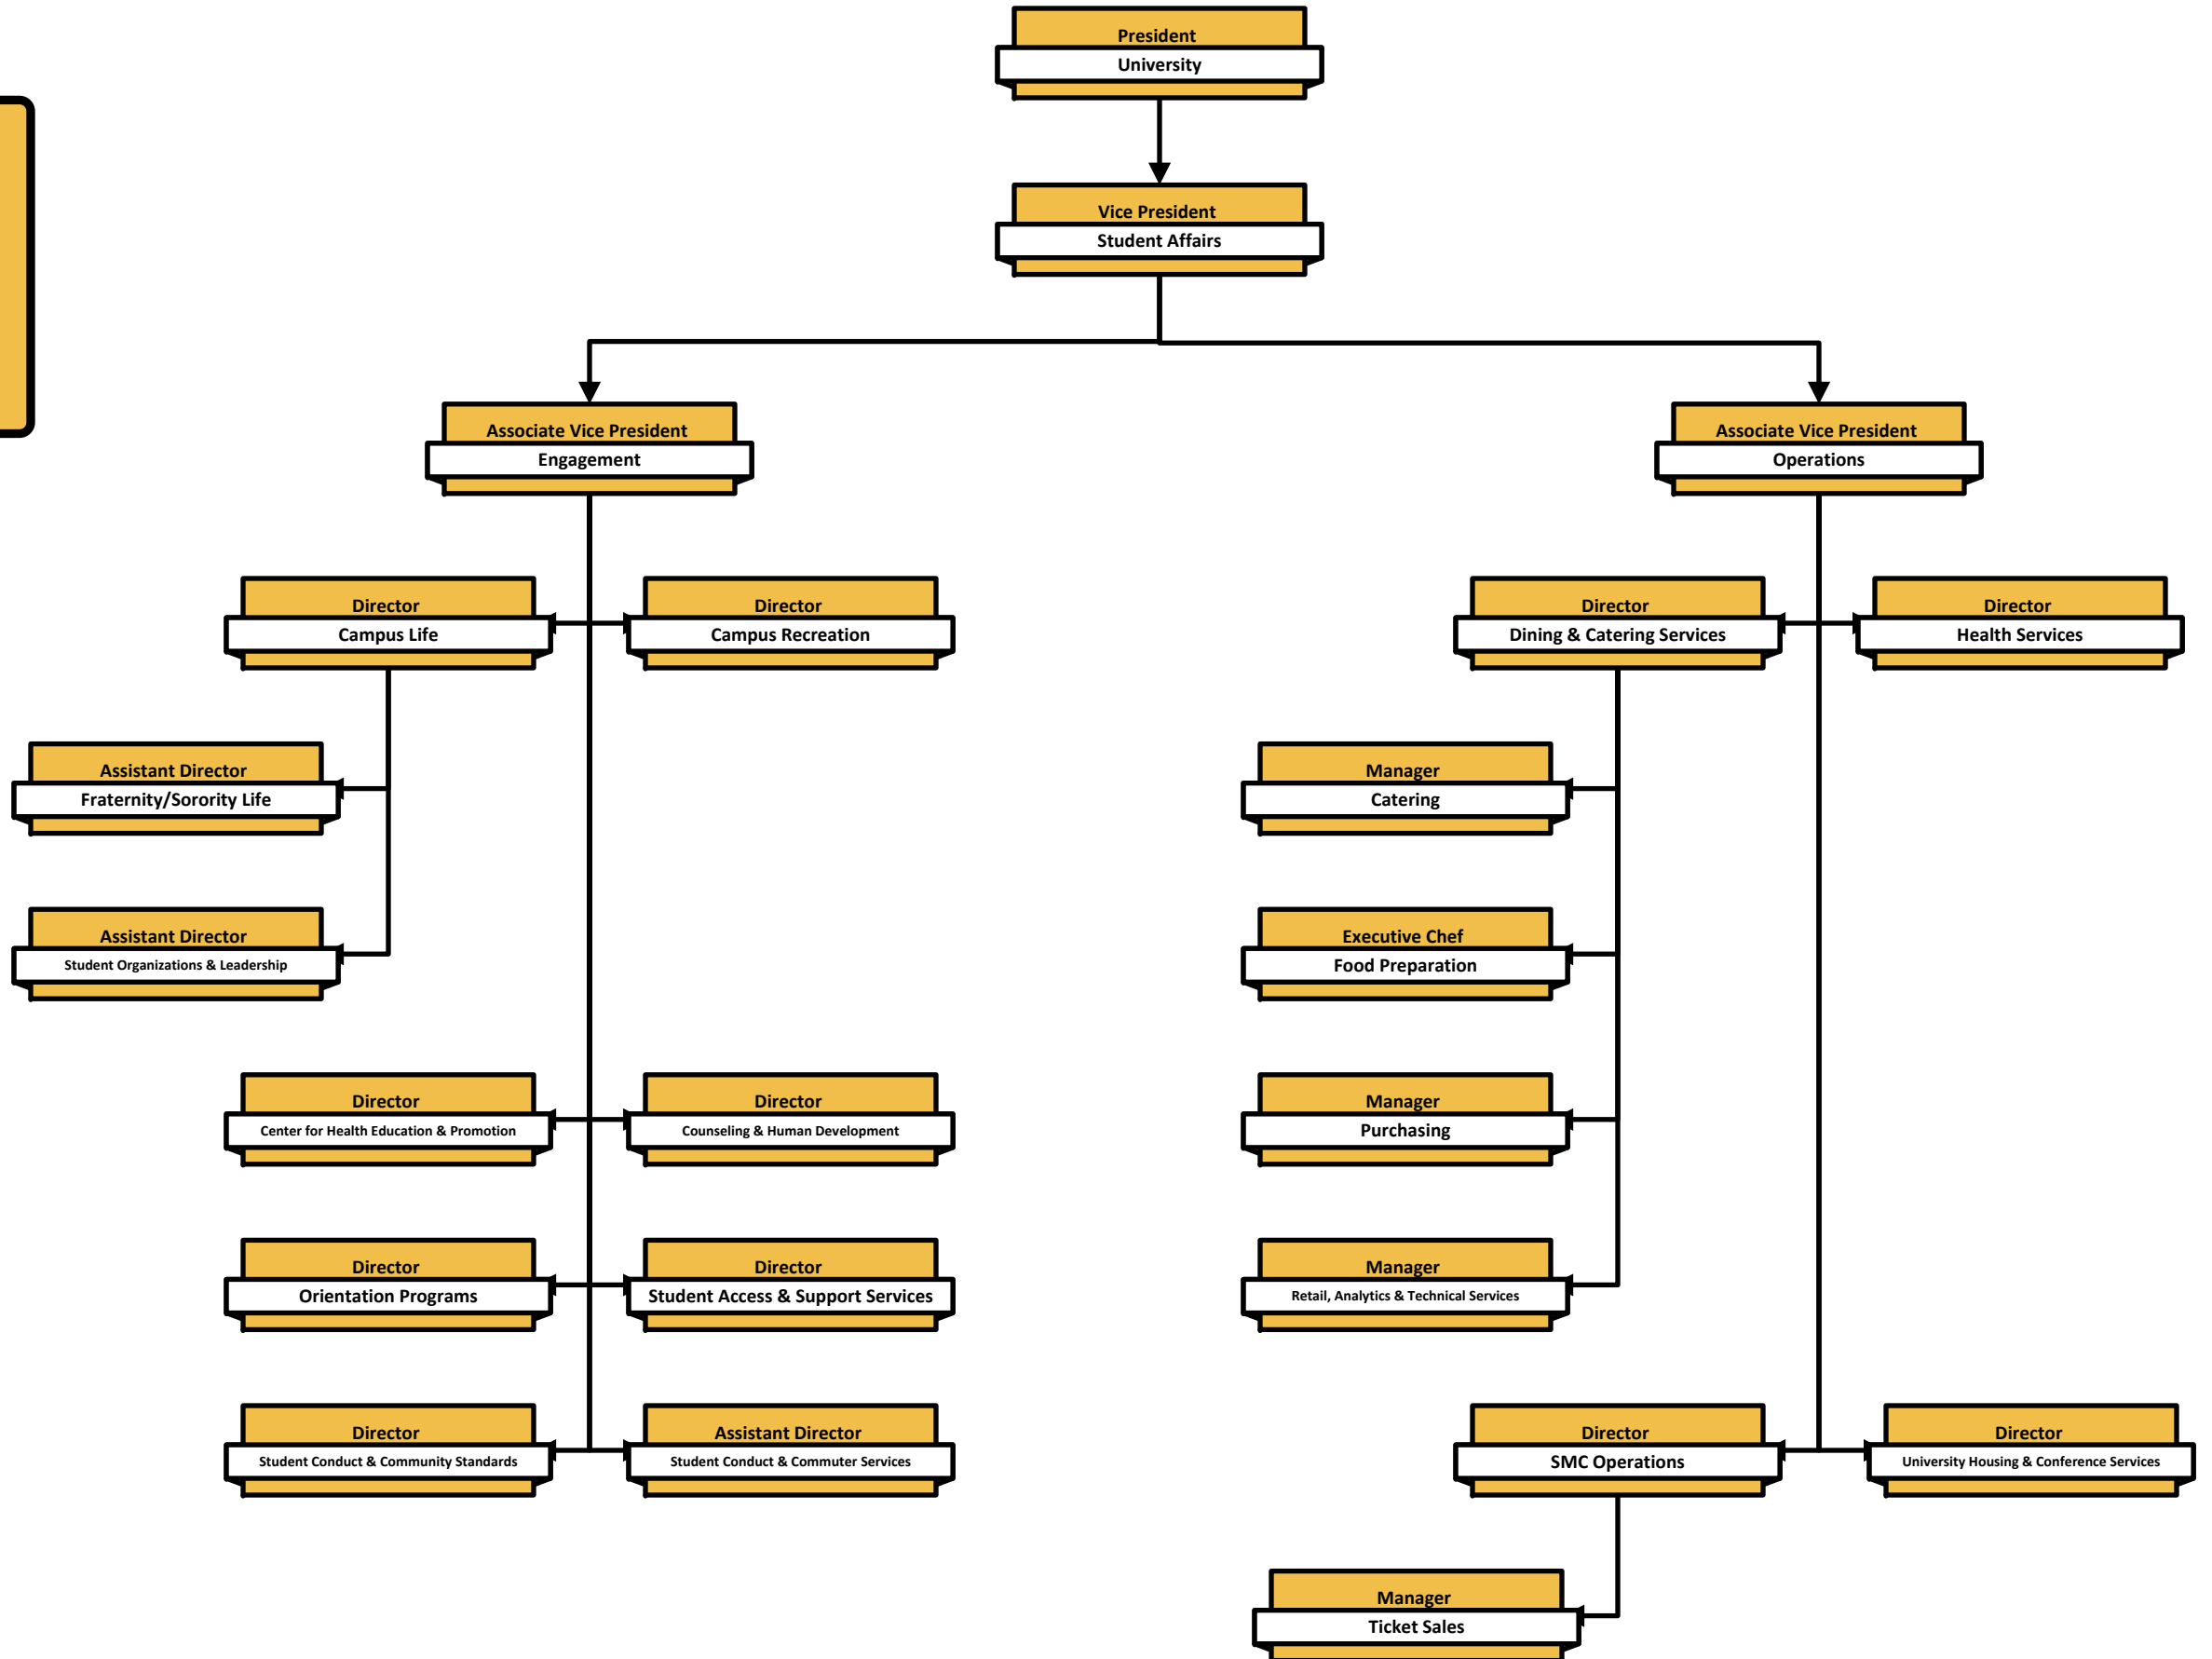 President
University
Vice President
Student Affairs
Associate Vice President
Engagement
Associate Vice President
Operations
Director
Campus Life
Director
Campus Recreation
Director
Dining & Catering Services
Director
Health Services
Assistant Director
Fraternity/Sorority Life
Manager
Catering
Assistant Director
Student Organizations & Leadership
Executive Chef
Food Preparation
Director
Center for Health Education & Promotion
Director
Counseling & Human Development
Manager
Purchasing
Director
Orientation Programs
Director
Student Access & Support Services
Manager
Retail, Analytics & Technical Services
Director
Student Conduct & Community Standards
Assistant Director
Student Conduct & Commuter Services
Director
SMC Operations
Director
University Housing & Conference Services
Manager
Ticket Sales